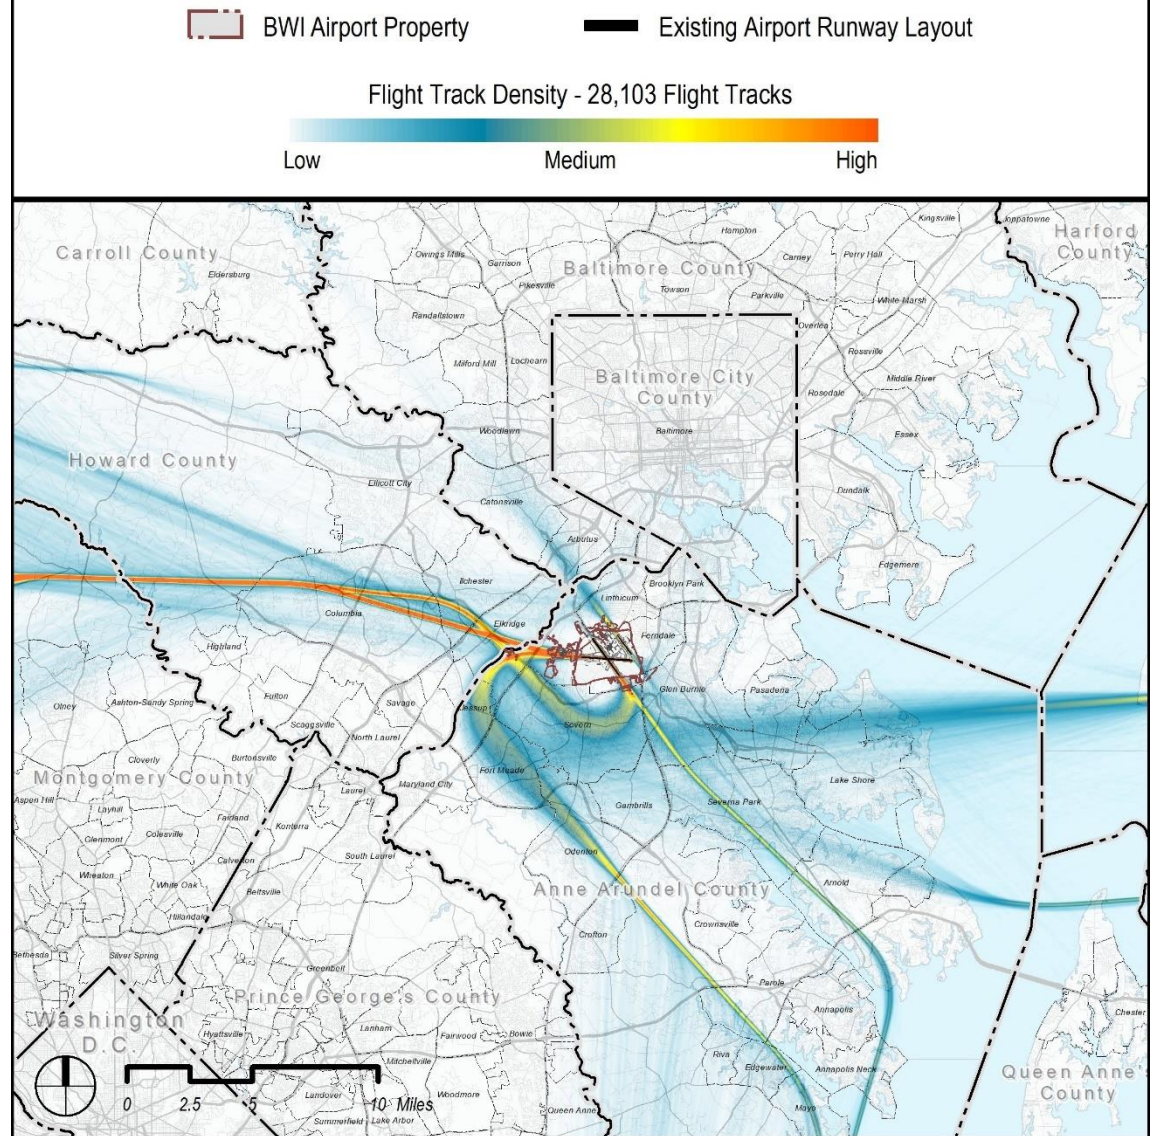 BWI Airport Property
Existing Airport Runway Layout
Flight Track Density - 28,103 Flight Tracks
Low
Medium
High
Kingsville
Joppatowne
Hampton
Harford
County
Carroll County
Owings Mills
Garrison
Carney
Perry Hall
Baltimore County
Eldersburg
Pikesville
Towson
Parkville
White Marsh
Randallstown
Overlea
Milford Mill
Lochearn
Rossville
Baltimore City
County
Middle River
Rosedale
Woodlawn
Baltimore
Essex
Howard County
Ellicott City
Catonsville
Dundalk
Arbutus
Edgemere
Ilchester
Brooklyn Park
Linthicum
Columbia
Elkridge
Ferndale
Highland
Glen Burnie
Pasadena
Fulton
Savage
Jessup
Olney
Ashton-Sandy Spring
Severn
Scaggsville
North Laurel
Cloverly
Burtonsville
Fort Meade
Lake Shore
Montgomery County
Maryland City
Laurel
Aspen Hill
Layhill
Fairland
Konterra
Gambrills
Severna Park
Glenmont
Colesville
Calverton
South Laurel
Odenton
Wheaton
White Oak
Beltsville
Anne Arundel County
Arnold
Hillandale
Crownsville
Crofton
Bethesda
Silver Spring
Greenbelt
Parole
Prince George's County
Annapolis
Chester
Washington
D.C.
Hyattsville
Lanham
Fairwood
Bowie
Riva
Mitchellville
Edgewater
Annapolis Neck
Queen Anne's
County
Landover
Woodmore
0 2.5 5 10 Miles
Queen Anne
Mayo
Summerfield
Lake Arbor